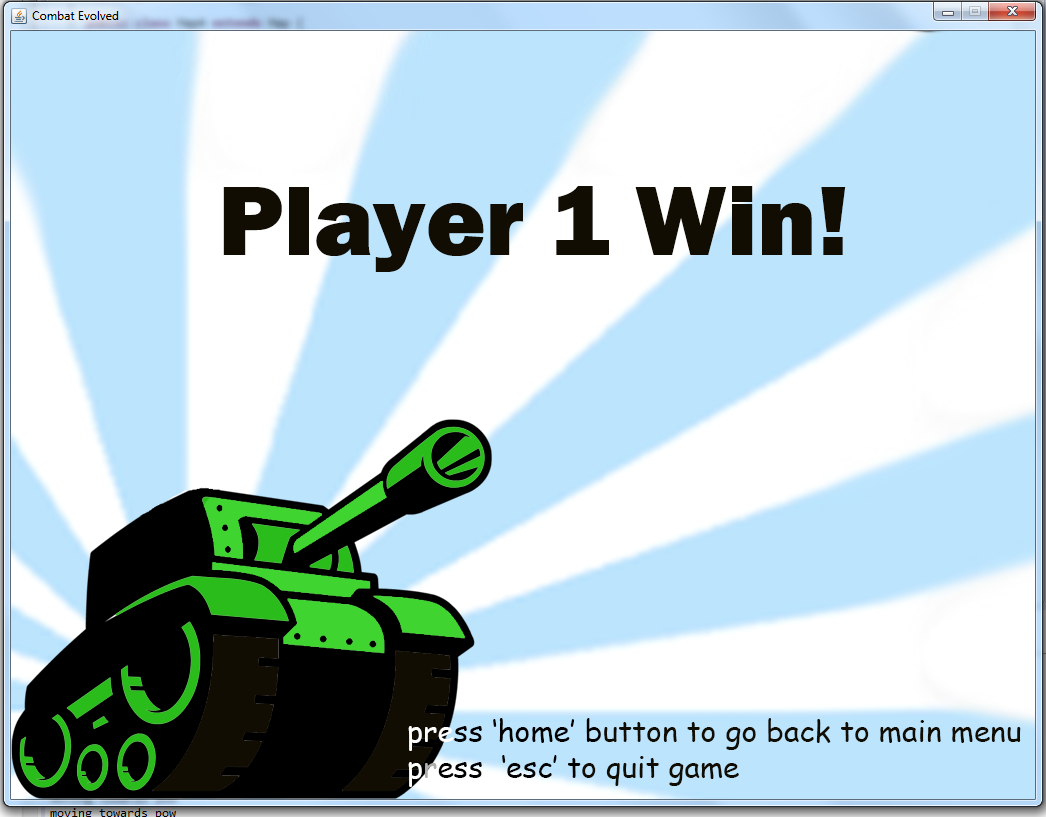 Combat Evolved
Player 1 Win!
press ‘home’ button to go back to main menu
press ‘esc’ to quit game
moving towards pow